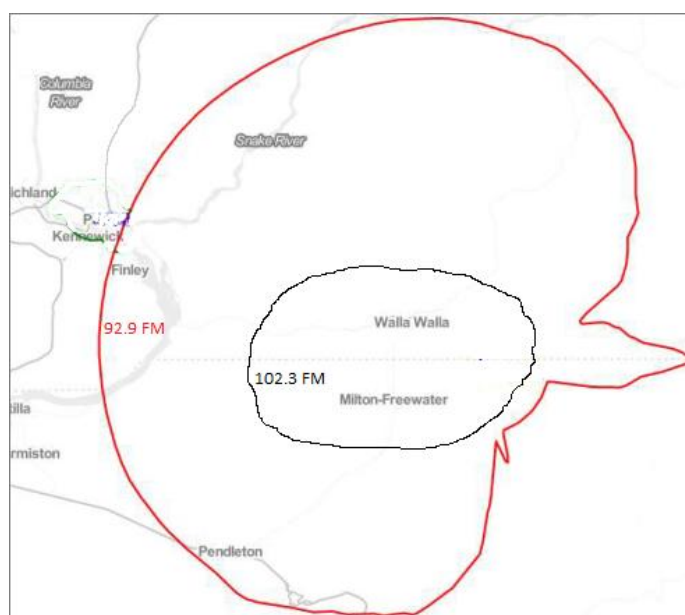 Columbia
River
Snake River
ichland
P
Kennewick
Finley
92.9 FM
Walla Walla
102.3 FM
Milton-Freewater
tilla
rmiston
Pendleton